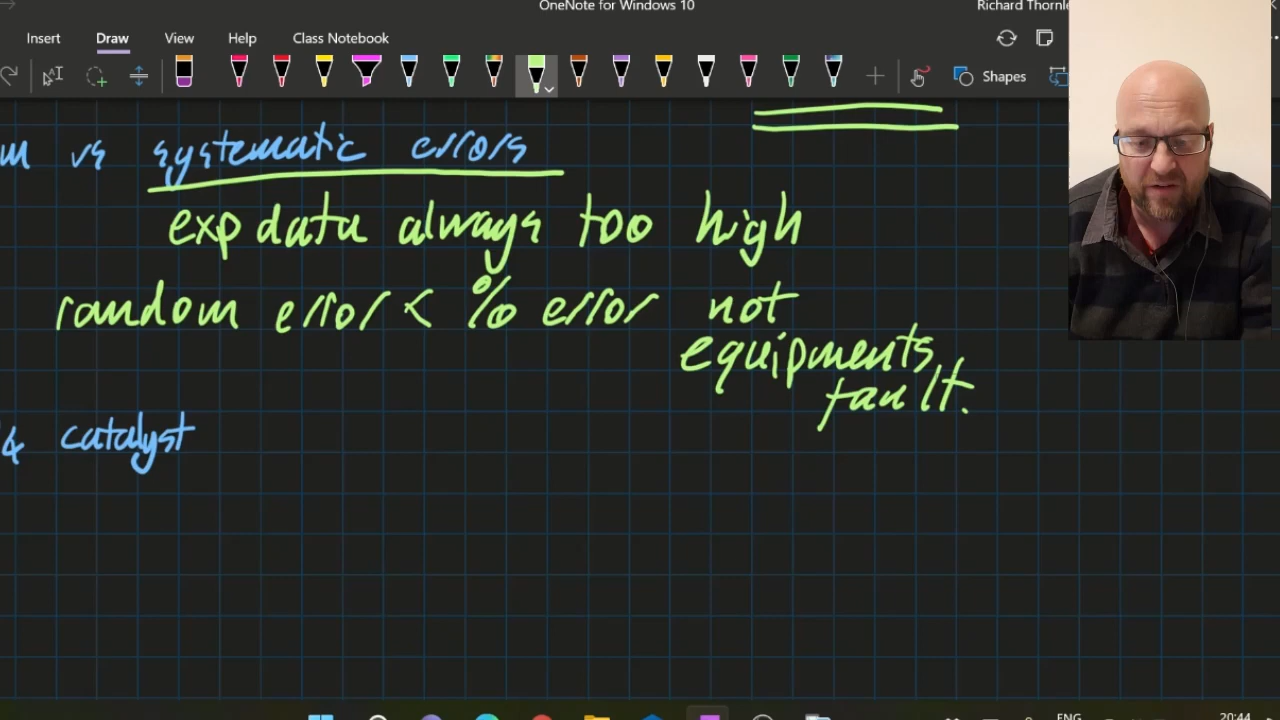 OneNote for Windows 10
Richard Thornle
Insert Draw View Help Class Notebook
Shapes
m vs systematic errors
exp data always too high
random error < % error not
equipments
fault.
& catalyst
ENG
20:44